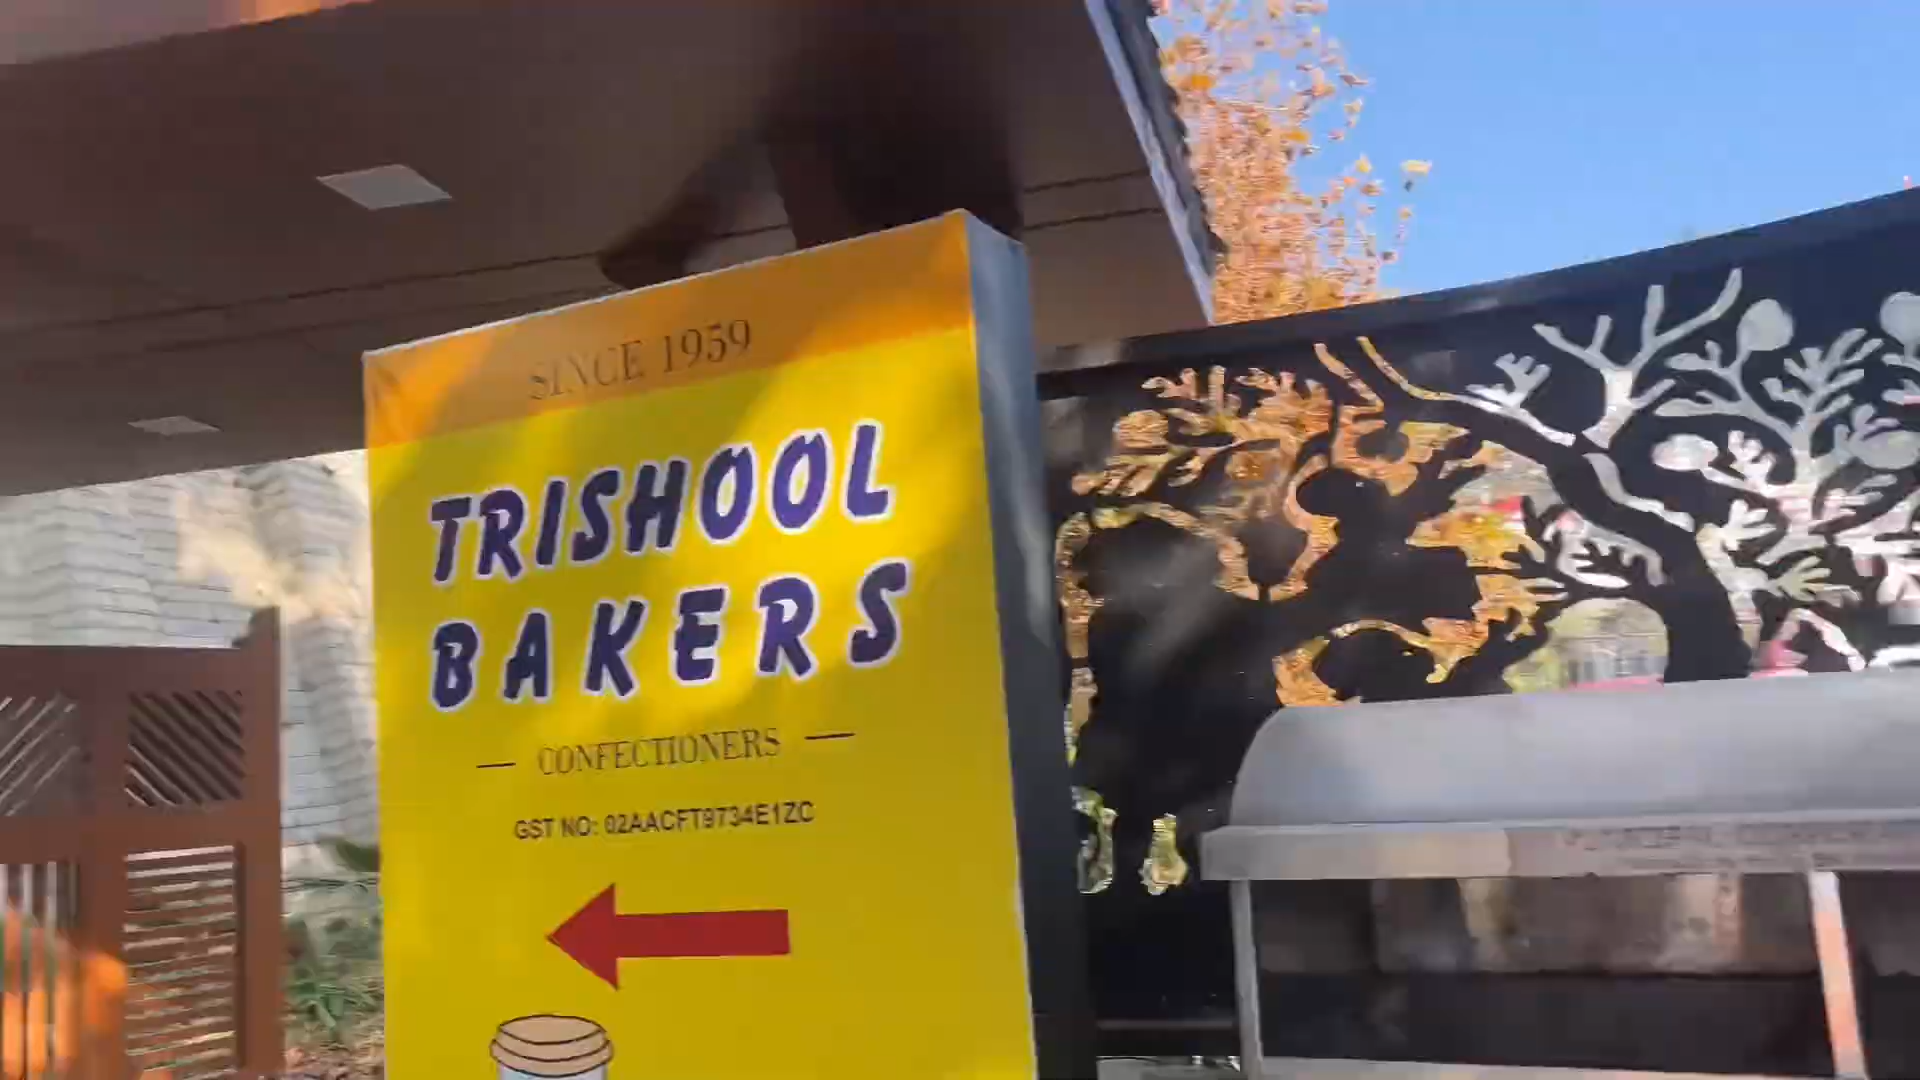 SINCE 1959
TRISHOOL
BAKERS
CONFECTIONERS
GST NO: 02AACFT9734E1ZC